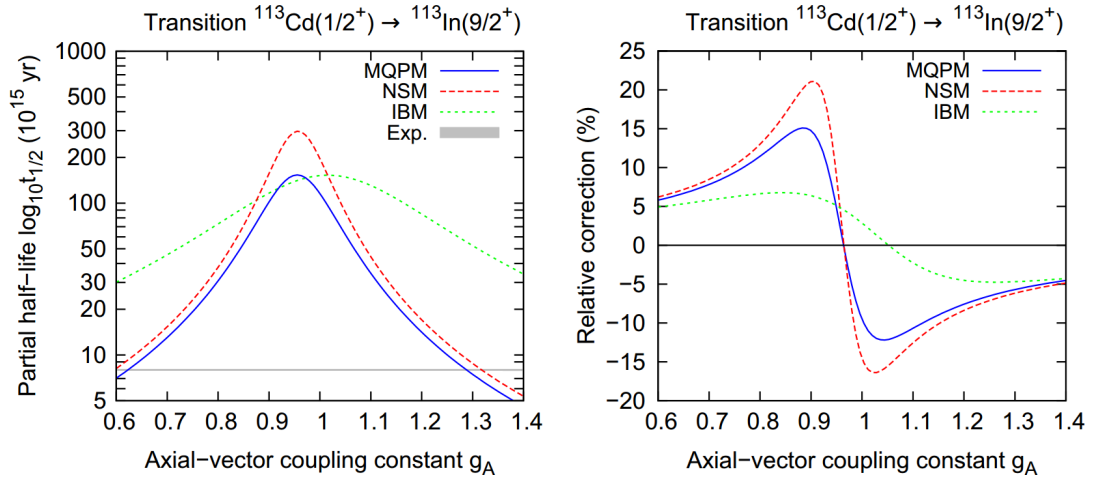 Transition ¹¹³Cd(1/2⁺) → ¹¹³In(9/2⁺)
Partial half−life log₁₀t₁/₂ (10¹⁵ yr)
1000
500
300
200
100
50
30
20
10
5
MQPM
NSM
IBM
Exp.
0.6 0.7 0.8 0.9 1 1.1 1.2 1.3 1.4
Axial−vector coupling constant g_A
Transition ¹¹³Cd(1/2⁺) → ¹¹³In(9/2⁺)
Relative correction (%)
25
20
15
10
5
0
−5
−10
−15
−20
MQPM
NSM
IBM
0.6 0.7 0.8 0.9 1 1.1 1.2 1.3 1.4
Axial−vector coupling constant g_A